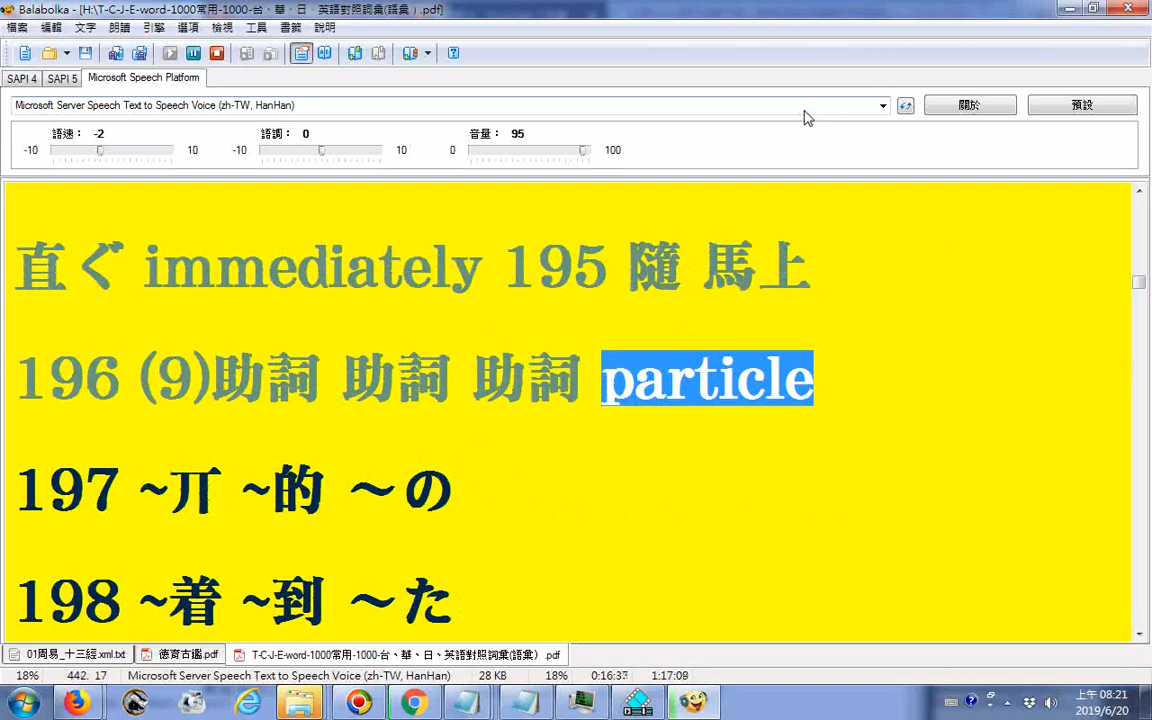 Balabolka - [H:\T-C-J-E-word-1000常用-1000-台、華、日、英語對照詞彙(語彙).pdf]
檔案 編輯 文字 朗讀 引擎 選項 檢視 工具 書籤 說明
SAPI 4 SAPI 5 Microsoft Speech Platform
Microsoft Server Speech Text to Speech Voice (zh-TW, HanHan) 關於 預設
語速： -2 語調： 0 音量： 95
-10 10 -10 10 0 100
直ぐ immediately 195 隨 馬上
196 (9)助詞 助詞 助詞 particle
197 ~丌 ~的 ～の
198 ~着 ~到 ～た
01周易_十三經.xml.txt 德育古鑑.pdf T-C-J-E-word-1000常用-1000-台、華、日、英語對照詞彙(語彙）.pdf
18% 442. 17 Microsoft Server Speech Text to Speech Voice (zh-TW, HanHan) 28 KB 18% 0:16:37 1:17:09
上午 08:21
2019/6/20